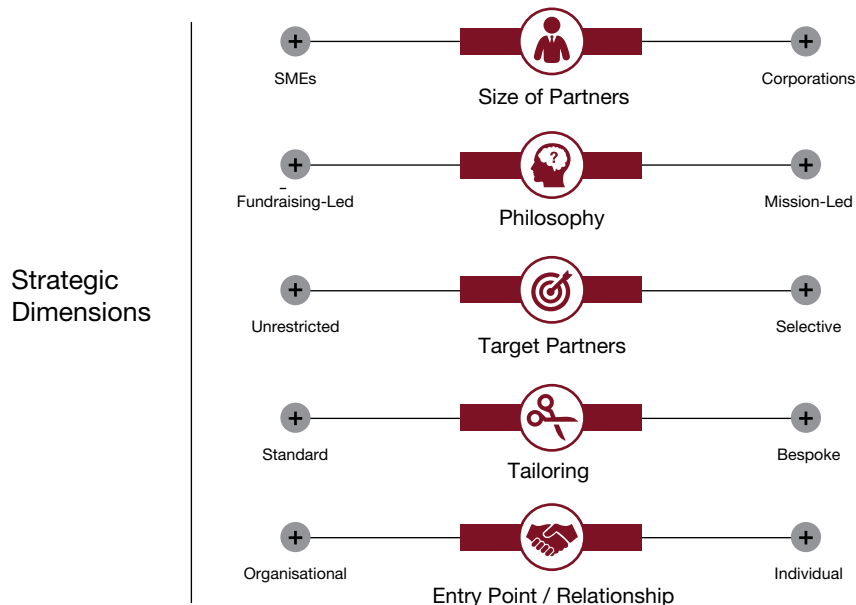 Strategic
Dimensions
SMEs
Size of Partners
Corporations
Fundraising-Led
Philosophy
Mission-Led
?
Unrestricted
Target Partners
Selective
Standard
Tailoring
Bespoke
Organisational
Entry Point / Relationship
Individual